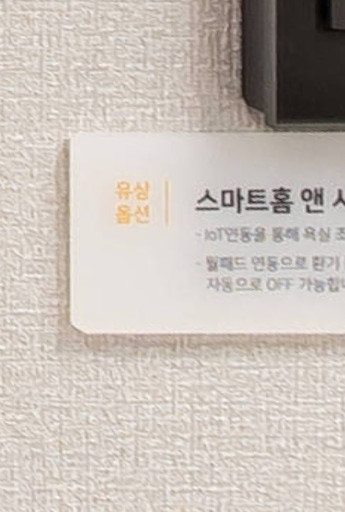 유상
옵션
스마트홈 앤
- IoT연동을 통해 욕실
- 월패드 연동으로 환기
자동으로 OFF 가능합니